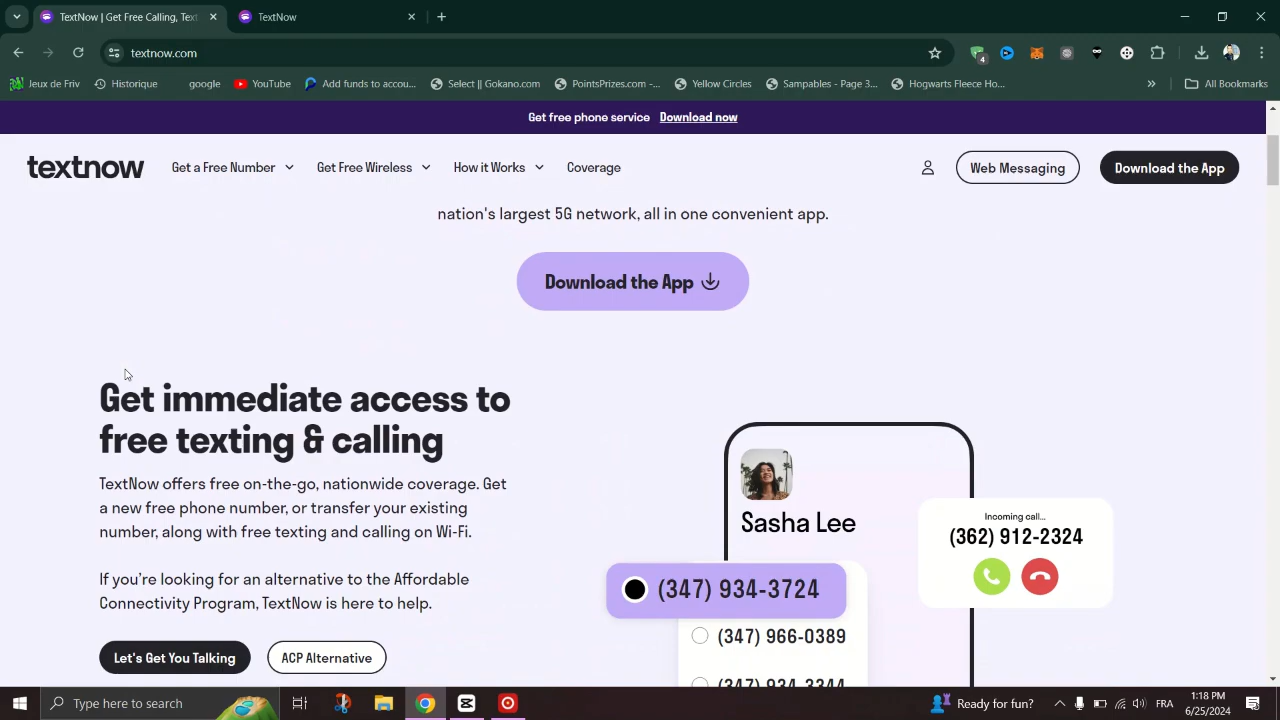 TextNow | Get Free Calling, Tex
TextNow
textnow.com
4
Jeux de Friv
Historique
google
YouTube
Add funds to accou...
Select || Gokano.com
PointsPrizes.com -...
Yellow Circles
Sampables - Page 3...
Hogwarts Fleece Ho...
»
All Bookmarks
Get free phone service Download now
textnow
Get a Free Number
Get Free Wireless
How it Works
Coverage
Web Messaging
Download the App
nation's largest 5G network, all in one convenient app.
Download the App
Get immediate access to
free texting & calling
TextNow offers free on-the-go, nationwide coverage. Get
a new free phone number, or transfer your existing
number, along with free texting and calling on Wi-Fi.
If you're looking for an alternative to the Affordable
Connectivity Program, TextNow is here to help.
Let's Get You Talking
ACP Alternative
Sasha Lee
Incoming call...
(362) 912-2324
(347) 934-3724
(347) 966-0389
(347) 934-3344
Type here to search
Ready for funk?
FRA
1:18 PM
6/25/2024